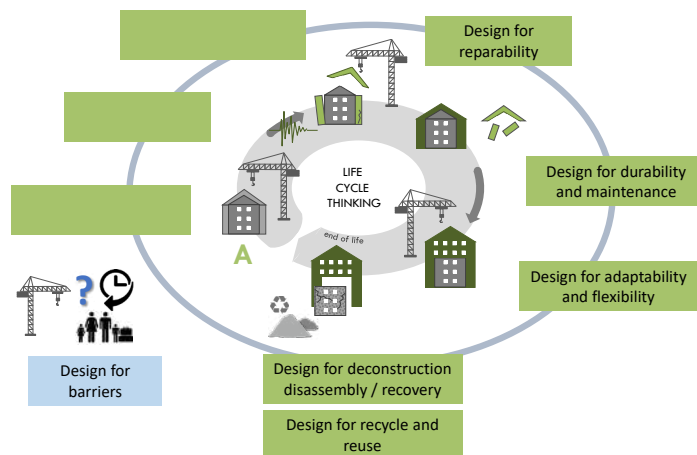 Design for
reparability
LIFE
CYCLE
THINKING
Design for durability
and maintenance
A
end of life
Design for adaptability
and flexibility
?
Design for
barriers
Design for deconstruction
disassembly / recovery
Design for recycle and
reuse